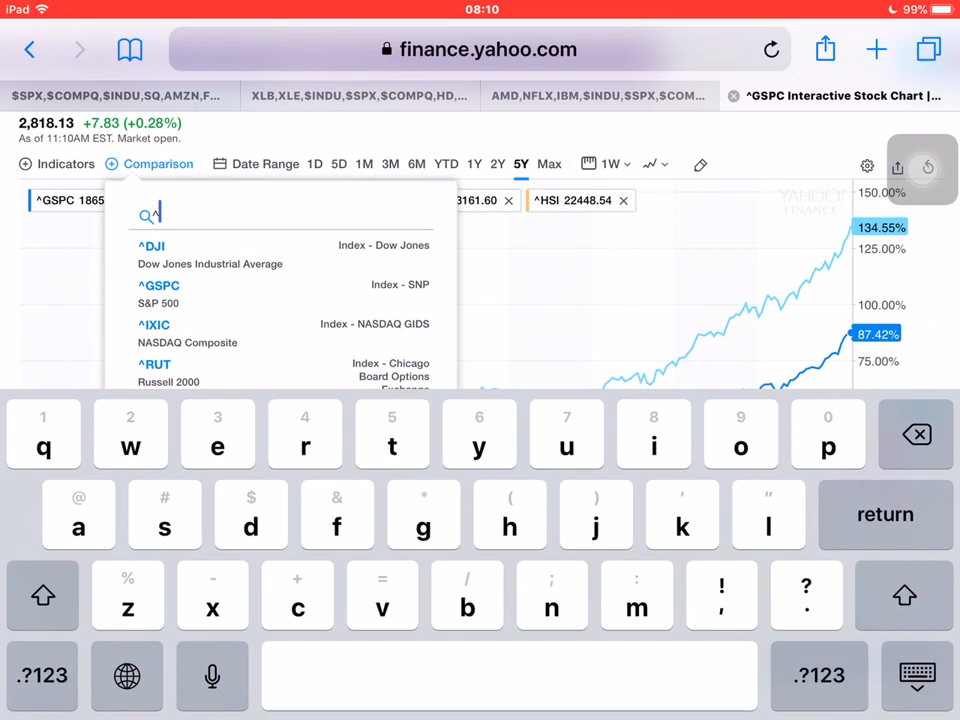 iPad 08:10 99%
finance.yahoo.com
$SPX,$COMPQ,$INDU,SQ,AMZN,F... XLB,XLE,$INDU,$SPX,$COMPQ,HD,... AMD,NFLX,IBM,$INDU,$SPX,$COM... ^GSPC Interactive Stock Chart |...
2,818.13 +7.83 (+0.28%)
As of 11:10AM EST. Market open.
Indicators Comparison Date Range 1D 5D 1M 3M 6M YTD 1Y 2Y 5Y Max 1W
^GSPC 1865 3161.60 ^HSI 22448.54 YAHOO! 150.00%
FINANCE
^
134.55%
^DJI Index - Dow Jones 125.00%
Dow Jones Industrial Average
^GSPC Index - SNP
S&P 500 100.00%
^IXIC Index - NASDAQ GIDS 87.42%
NASDAQ Composite
^RUT Index - Chicago 75.00%
Russell 2000 Board Options
Exchange
1 2 3 4 5 6 7 8 9 0
q w e r t y u i o p
@ # $ & * ( ) ' "
a s d f g h j k l return
% - + = / ; : ! ?
z x c v b n m , .
.?123 .?123